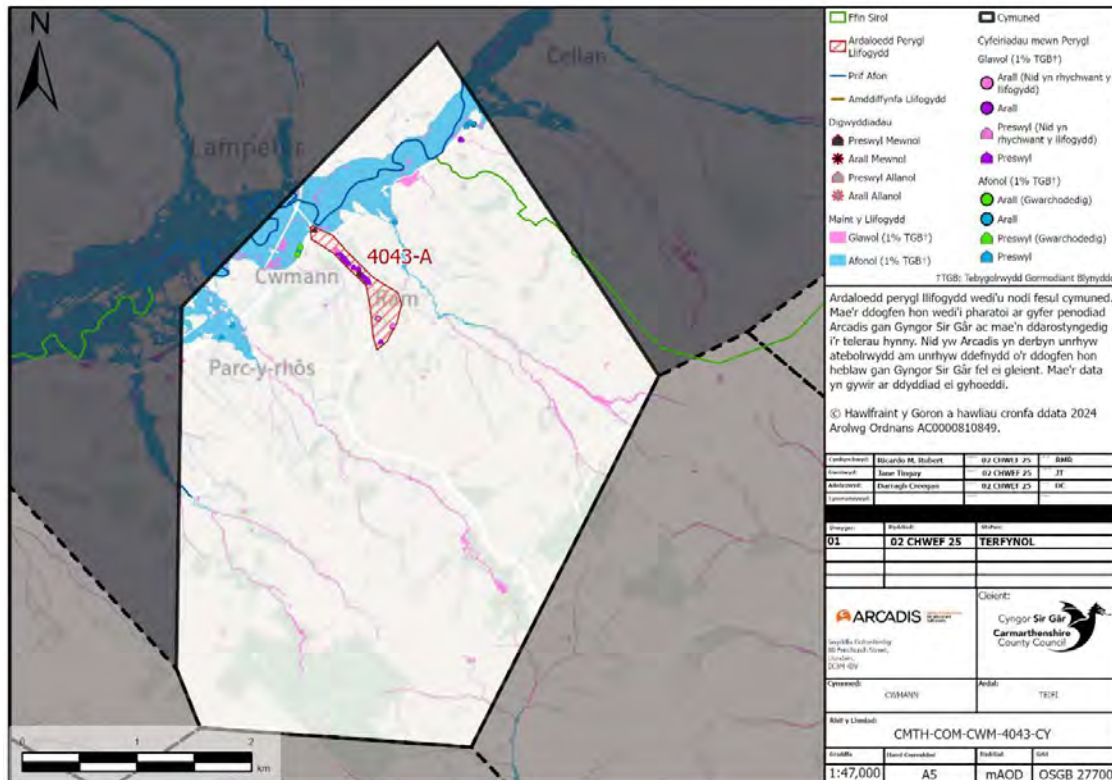 N
Cellan
Lampeter
4043-A
Cwmann
Ram
Parc-y-rhôs
0 1 2
km
Ffin Sirol
Ardaloedd Perygl
Llifogydd
Prif Afon
Amddiffynfa Llifogydd
Digwyddiadau
Preswyl Mewnol
Arall Mewnol
Preswyl Allanol
Arall Allanol
Maint y Llifogydd
Glawol (1% TGB†)
Afonol (1% TGB†)
Cymuned
Cyfeiriadau mewn Perygl
Glawol (1% TGB†)
Arall (Nid yn rhychwant y
llifogydd)
Arall
Preswyl (Nid yn
rhychwant y llifogydd)
Preswyl
Afonol (1% TGB†)
Arall (Gwarchodedig)
Arall
Preswyl (Gwarchodedig)
Preswyl
†TGB: Tebygolrwydd Gormodiant Blynyddo
Ardaloedd perygl llifogydd wedi'u nodi fesul cymuned.
Mae'r ddogfen hon wedi'i pharatoi ar gyfer penodiad
Arcadis gan Gyngor Sir Gâr ac mae'n ddarostyngedig
i'r telerau hynny. Nid yw Arcadis yn derbyn unrhyw
atebolrwydd am unrhyw ddefnydd o'r ddogfen hon
heblaw gan Gyngor Sir Gâr fel ei gleient. Mae'r data
yn gywir ar ddyddiad ei gyhoeddi.
© Hawlfraint y Goron a hawliau cronfa ddata 2024
Arolwg Ordnans AC0000810849.
Ricardo M. Robert 02 CHWEF 25 RMR
Jane Tingay 02 CHWEF 25 JT
Darragh Creegan 02 CHWEF 25 DC
01 02 CHWEF 25 TERFYNOL
ARCADIS
Cleient:
Cyngor Sir Gâr
Carmarthenshire
County Council
Cymuned:
CWMANN
Ardal:
TEIFI
CMTH-COM-CWM-4043-CY
1:47,000 A5 mAOD OSGB 27700